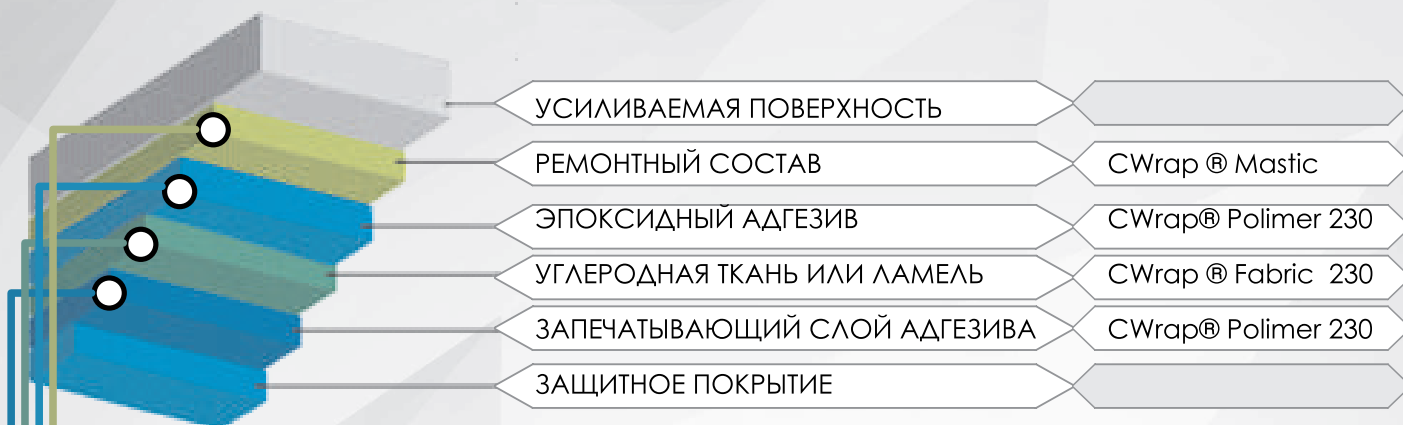 УСИЛИВАЕМАЯ ПОВЕРХНОСТЬ
РЕМОНТНЫЙ СОСТАВ CWrap ® Mastic
ЭПОКСИДНЫЙ АДГЕЗИВ CWrap® Polimer 230
УГЛЕРОДНАЯ ТКАНЬ ИЛИ ЛАМЕЛЬ CWrap ® Fabric 230
ЗАПЕЧАТЫВАЮЩИЙ СЛОЙ АДГЕЗИВА CWrap® Polimer 230
ЗАЩИТНОЕ ПОКРЫТИЕ